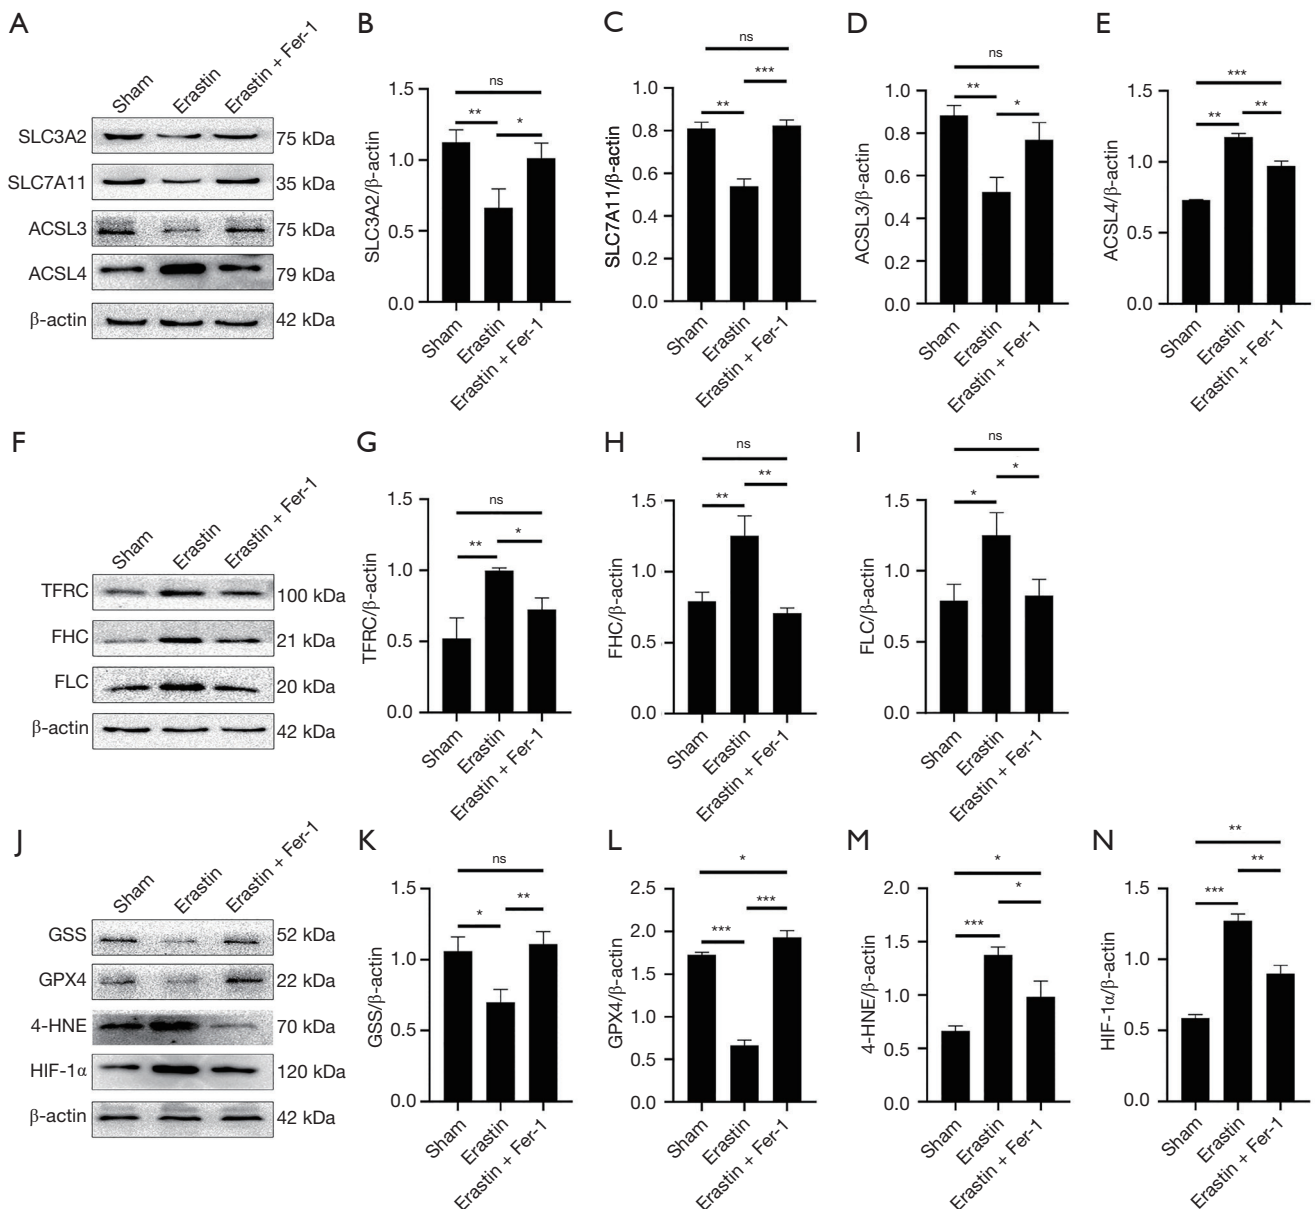 A
Sham
Erastin
Erastin + Fer-1
SLC3A2
75 kDa
SLC7A11
35 kDa
ACSL3
75 kDa
ACSL4
79 kDa
β-actin
42 kDa
B
ns
**
*
SLC3A2/β-actin
1.5
1.0
0.5
0.0
Sham
Erastin
Erastin + Fer-1
C
ns
**
***
SLC7A11/β-actin
1.0
0.8
0.6
0.4
0.2
0.0
Sham
Erastin
Erastin + Fer-1
D
ns
**
*
ACSL3/β-actin
1.0
0.8
0.6
0.4
0.2
0.0
Sham
Erastin
Erastin + Fer-1
E
***
**
**
ACSL4/β-actin
1.5
1.0
0.5
0.0
Sham
Erastin
Erastin + Fer-1
F
Sham
Erastin
Erastin + Fer-1
TFRC
100 kDa
FHC
21 kDa
FLC
20 kDa
β-actin
42 kDa
G
ns
**
*
TFRC/β-actin
1.5
1.0
0.5
0.0
Sham
Erastin
Erastin + Fer-1
H
ns
**
**
FHC/β-actin
1.5
1.0
0.5
0.0
Sham
Erastin
Erastin + Fer-1
I
ns
*
*
FLC/β-actin
1.5
1.0
0.5
0.0
Sham
Erastin
Erastin + Fer-1
J
Sham
Erastin
Erastin + Fer-1
GSS
52 kDa
GPX4
22 kDa
4-HNE
70 kDa
HIF-1α
120 kDa
β-actin
42 kDa
K
ns
*
**
GSS/β-actin
1.5
1.0
0.5
0.0
Sham
Erastin
Erastin + Fer-1
L
*
***
***
GPX4/β-actin
2.5
2.0
1.5
1.0
0.5
0.0
Sham
Erastin
Erastin + Fer-1
M
*
***
*
4-HNE/β-actin
2.0
1.5
1.0
0.5
0.0
Sham
Erastin
Erastin + Fer-1
N
**
***
**
HIF-1α/β-actin
1.5
1.0
0.5
0.0
Sham
Erastin
Erastin + Fer-1